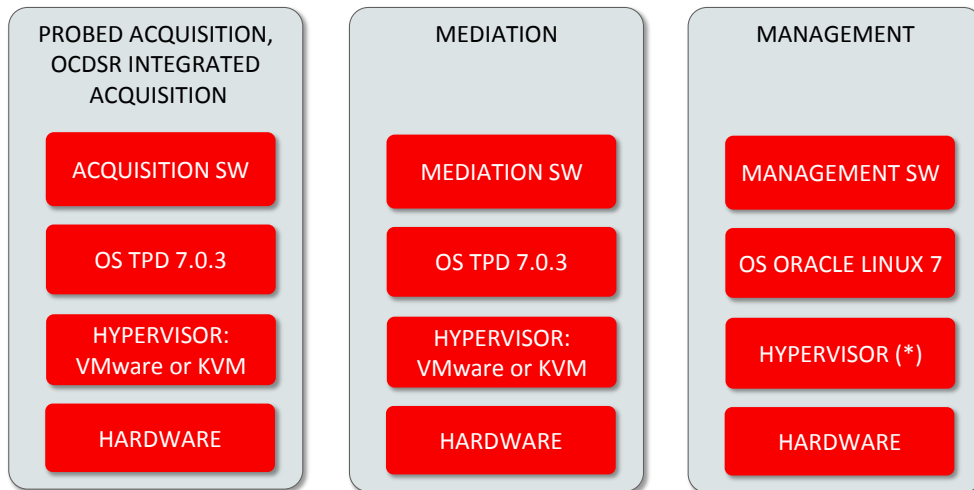 PROBED ACQUISITION,
OCDSR INTEGRATED
ACQUISITION
ACQUISITION SW
OS TPD 7.0.3
HYPERVISOR:
VMware or KVM
HARDWARE
MEDIATION
MEDIATION SW
OS TPD 7.0.3
HYPERVISOR:
VMware or KVM
HARDWARE
MANAGEMENT
MANAGEMENT SW
OS ORACLE LINUX 7
HYPERVISOR (*)
HARDWARE